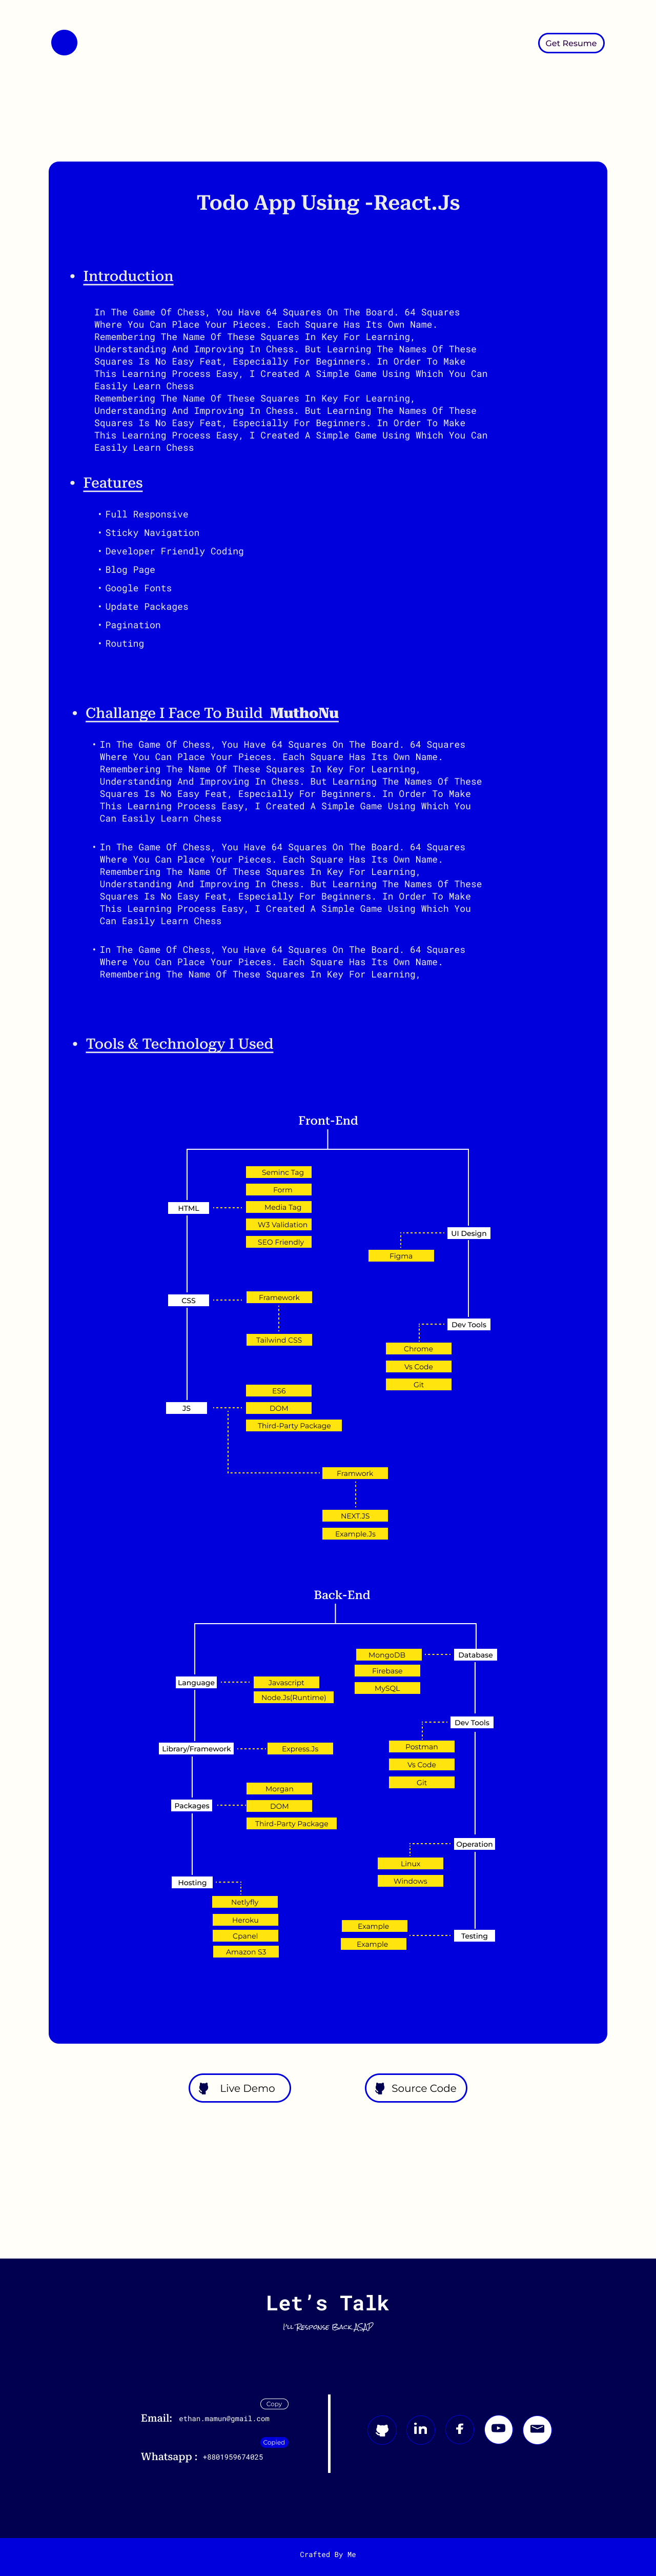 Get Resume
Todo App Using -React.Js
• Introduction
In The Game Of Chess, You Have 64 Squares On The Board. 64 Squares
Where You Can Place Your Pieces. Each Square Has Its Own Name.
Remembering The Name Of These Squares In Key For Learning,
Understanding And Improving In Chess. But Learning The Names Of These
Squares Is No Easy Feat, Especially For Beginners. In Order To Make
This Learning Process Easy, I Created A Simple Game Using Which You Can
Easily Learn Chess
Remembering The Name Of These Squares In Key For Learning,
Understanding And Improving In Chess. But Learning The Names Of These
Squares Is No Easy Feat, Especially For Beginners. In Order To Make
This Learning Process Easy, I Created A Simple Game Using Which You Can
Easily Learn Chess
• Features
• Full Responsive
• Sticky Navigation
• Developer Friendly Coding
• Blog Page
• Google Fonts
• Update Packages
• Pagination
• Routing
• Challange I Face To Build MuthoNu
• In The Game Of Chess, You Have 64 Squares On The Board. 64 Squares
Where You Can Place Your Pieces. Each Square Has Its Own Name.
Remembering The Name Of These Squares In Key For Learning,
Understanding And Improving In Chess. But Learning The Names Of These
Squares Is No Easy Feat, Especially For Beginners. In Order To Make
This Learning Process Easy, I Created A Simple Game Using Which You
Can Easily Learn Chess
• In The Game Of Chess, You Have 64 Squares On The Board. 64 Squares
Where You Can Place Your Pieces. Each Square Has Its Own Name.
Remembering The Name Of These Squares In Key For Learning,
Understanding And Improving In Chess. But Learning The Names Of These
Squares Is No Easy Feat, Especially For Beginners. In Order To Make
This Learning Process Easy, I Created A Simple Game Using Which You
Can Easily Learn Chess
• In The Game Of Chess, You Have 64 Squares On The Board. 64 Squares
Where You Can Place Your Pieces. Each Square Has Its Own Name.
Remembering The Name Of These Squares In Key For Learning,
• Tools & Technology I Used
Front-End
HTML
Seminc Tag
Form
Media Tag
W3 Validation
SEO Friendly
CSS
Framework
Tailwind CSS
JS
ES6
DOM
Third-Party Package
Framwork
NEXT.JS
Example.Js
UI Design
Figma
Dev Tools
Chrome
Vs Code
Git
Back-End
Language
Javascript
Node.Js(Runtime)
Library/Framework
Express.Js
Packages
Morgan
DOM
Third-Party Package
Hosting
Netlyfly
Heroku
Cpanel
Amazon S3
Database
MongoDB
Firebase
MySQL
Dev Tools
Postman
Vs Code
Git
Operation
Linux
Windows
Testing
Example
Example
Live Demo
Source Code
Let's Talk
I'll Response Back ASAP
Copy
Email: ethan.mamun@gmail.com
Copied
Whatsapp : +8801959674025
Crafted By Me